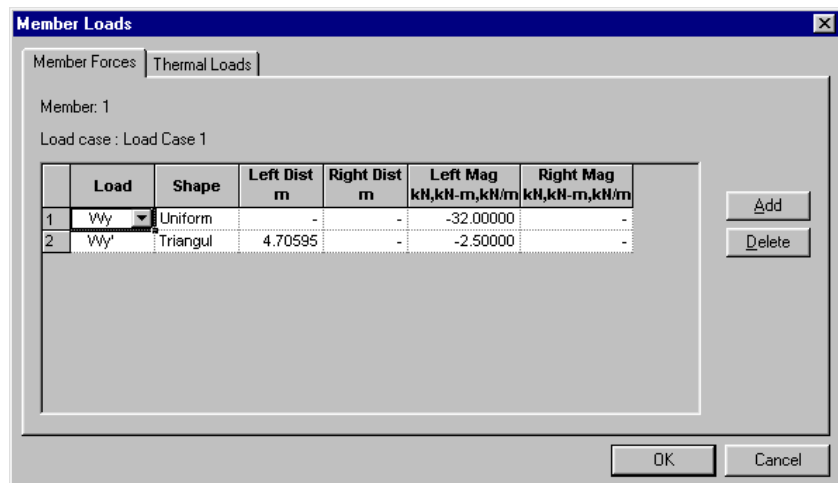 Member Loads
Member Forces Thermal Loads
Member: 1
Load case : Load Case 1
Load Shape Left Dist m Right Dist m Left Mag kN,kN-m,kN/m Right Mag kN,kN-m,kN/m
1 Wy Uniform - - -32.00000 -
2 Wy' Triangul 4.70595 - -2.50000 -
Add
Delete
OK Cancel